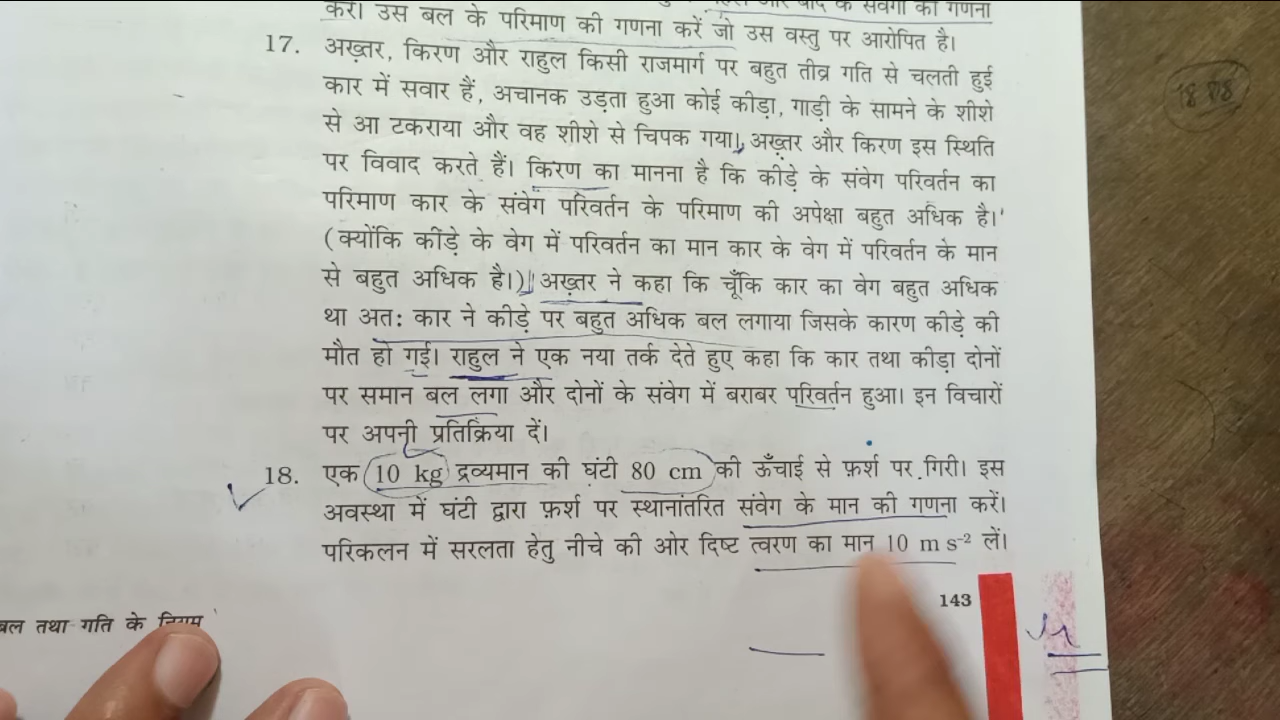 करें। उस बल के परिमाण की गणना करें जो उस वस्तु पर आरोपित है।
17. अख़्तर, किरण और राहुल किसी राजमार्ग पर बहुत तीव्र गति से चलती हुई
कार में सवार हैं, अचानक उड़ता हुआ कोई कीड़ा, गाड़ी के सामने के शीशे
से आ टकराया और वह शीशे से चिपक गया। अख़्तर और किरण इस स्थिति
पर विवाद करते हैं। किरण का मानना है कि कीड़े के संवेग परिवर्तन का
परिमाण कार के संवेग परिवर्तन के परिमाण की अपेक्षा बहुत अधिक है।
(क्योंकि कीड़े के वेग में परिवर्तन का मान कार के वेग में परिवर्तन के मान
से बहुत अधिक है।) अख़्तर ने कहा कि चूँकि कार का वेग बहुत अधिक
था अतः कार ने कीड़े पर बहुत अधिक बल लगाया जिसके कारण कीड़े की
मौत हो गई। राहुल ने एक नया तर्क देते हुए कहा कि कार तथा कीड़ा दोनों
पर समान बल लगा और दोनों के संवेग में बराबर परिवर्तन हुआ। इन विचारों
पर अपनी प्रतिक्रिया दें।
18. एक 10 kg द्रव्यमान की घंटी 80 cm की ऊँचाई से फ़र्श पर गिरी। इस
अवस्था में घंटी द्वारा फ़र्श पर स्थानांतरित संवेग के मान की गणना करें।
परिकलन में सरलता हेतु नीचे की ओर दिष्ट त्वरण का मान 10 m s⁻² लें।
143
बल तथा गति के नियम